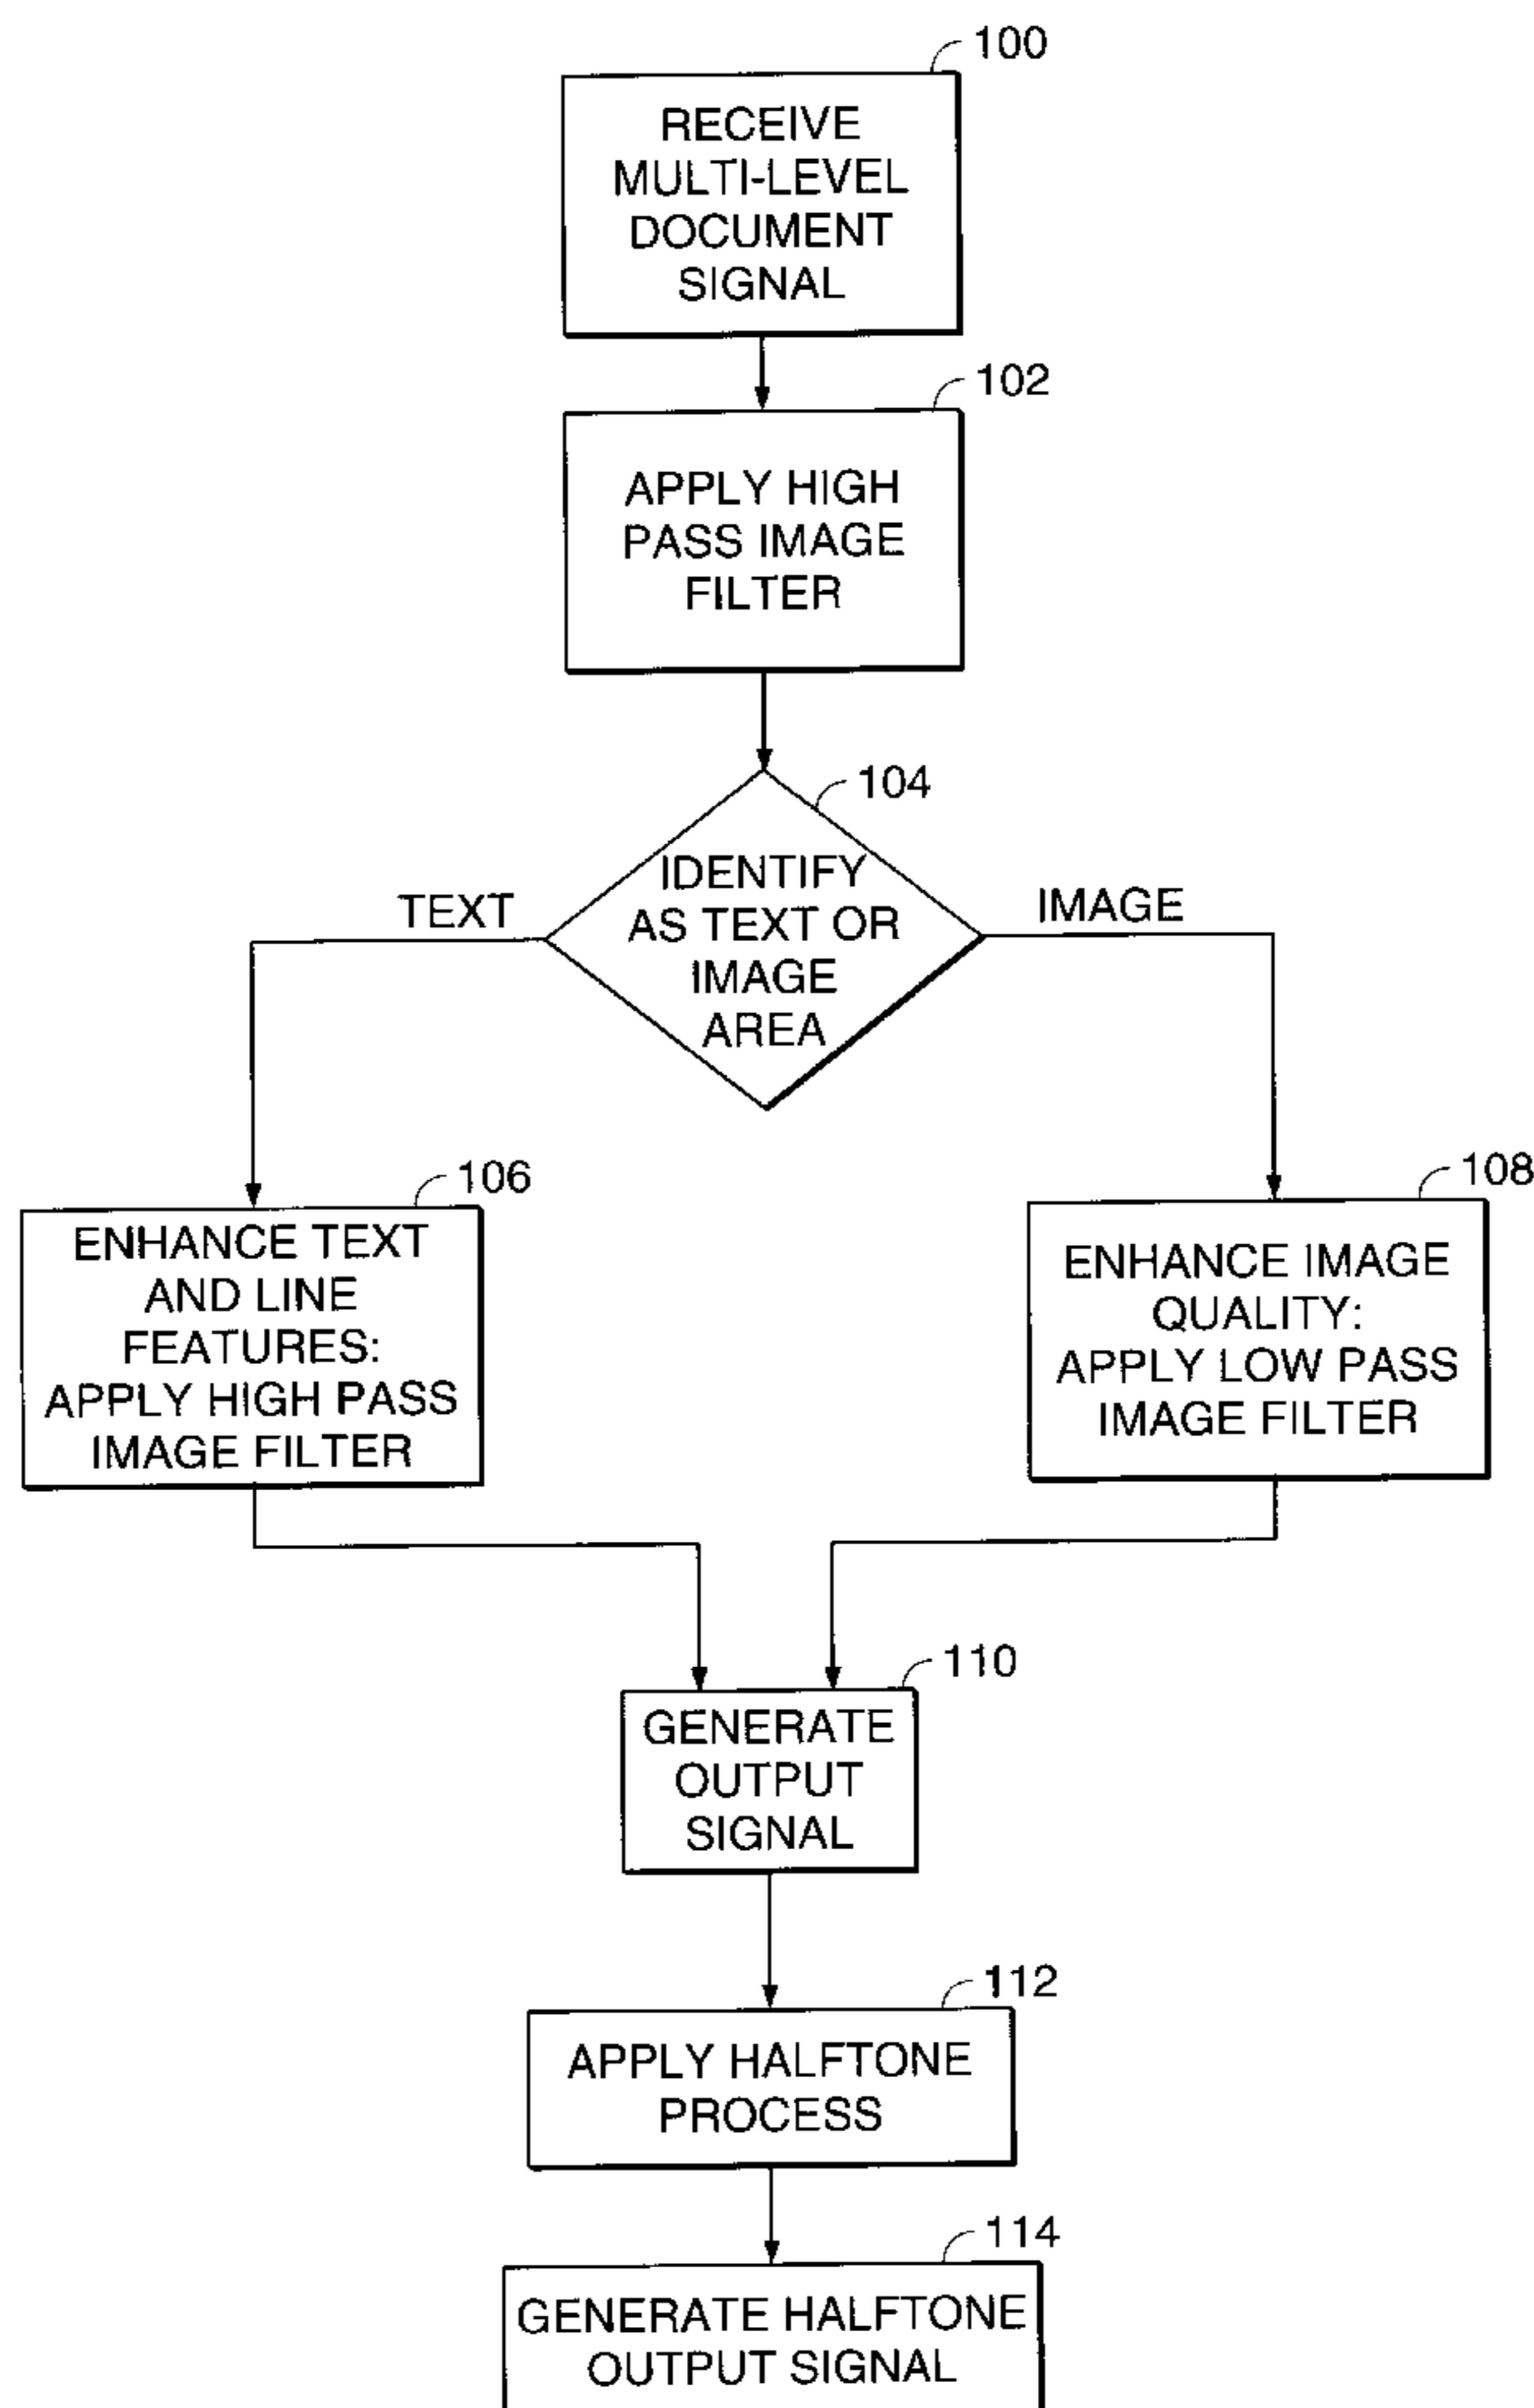 100
RECEIVE
MULTI-LEVEL
DOCUMENT
SIGNAL
102
APPLY HIGH
PASS IMAGE
FILTER
104
IDENTIFY
AS TEXT OR
IMAGE
AREA
TEXT
IMAGE
106
ENHANCE TEXT
AND LINE
FEATURES:
APPLY HIGH PASS
IMAGE FILTER
108
ENHANCE IMAGE
QUALITY:
APPLY LOW PASS
IMAGE FILTER
110
GENERATE
OUTPUT
SIGNAL
112
APPLY HALFTONE
PROCESS
114
GENERATE HALFTONE
OUTPUT SIGNAL